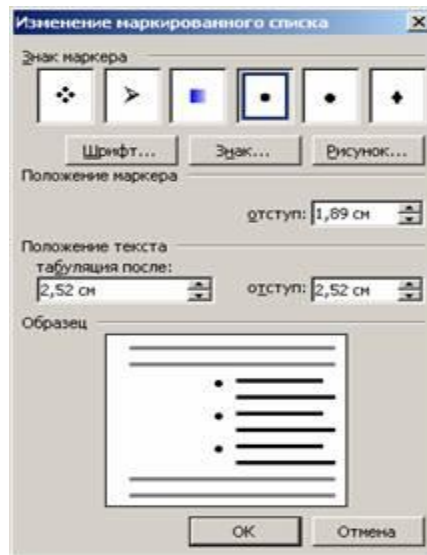 Изменение маркированного списка
Знак маркера
Шрифт... Знак... Рисунок...
Положение маркера
отступ: 1,89 см
Положение текста
табуляция после:
2,52 см отступ: 2,52 см
Образец
ОК Отмена